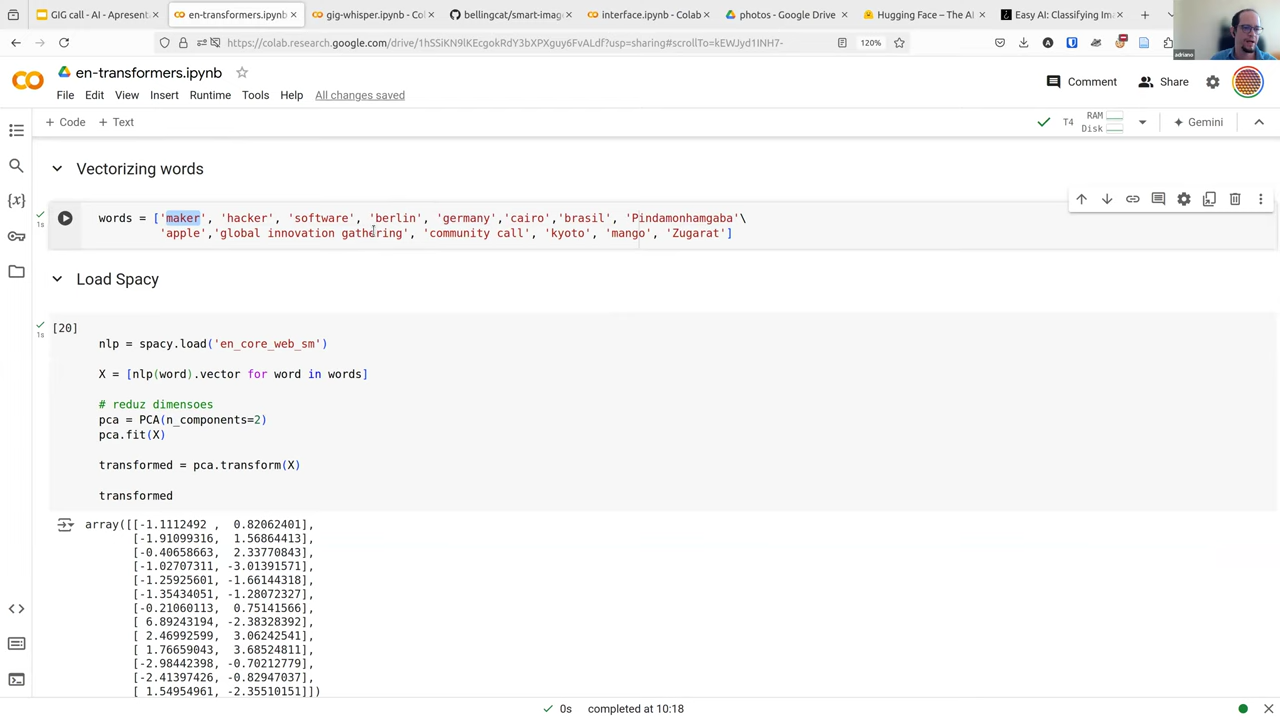 GIG call - AI - Apresent
en-transformers.ipynb
gig-whisper.ipynb - Col
bellingcat/smart-imag
interface.ipynb - Colab
photos - Google Drive
Hugging Face – The AI
Easy AI: Classifying Ima
https://colab.research.google.com/drive/1hSSiKN9lKEcgokRdY3bXPXguy6FvALdf?usp=sharing#scrollTo=kEWJyd1INH7-
120%
adriano
en-transformers.ipynb
Comment
Share
File Edit View Insert Runtime Tools Help All changes saved
+ Code + Text
T4
RAM
Disk
Gemini
Vectorizing words
1s
words = ['maker', 'hacker', 'software', 'berlin', 'germany','cairo','brasil', 'Pindamonhamgaba'\
'apple','global innovation gathering', 'community call', 'kyoto', 'mango', 'Zugarat']
Load Spacy
[20]
1s
nlp = spacy.load('en_core_web_sm')
X = [nlp(word).vector for word in words]
# reduz dimensoes
pca = PCA(n_components=2)
pca.fit(X)
transformed = pca.transform(X)
transformed
array([[-1.1112492 , 0.82062401],
[-1.91099316, 1.56864413],
[-0.40658663, 2.33770843],
[-1.02707311, -3.01391571],
[-1.25925601, -1.66144318],
[-1.35434051, -1.28072327],
[-0.21060113, 0.75141566],
[ 6.89243194, -2.38328392],
[ 2.46992599, 3.06242541],
[ 1.76659043, 3.68524811],
[-2.98442398, -0.70212779],
[-2.41397426, -0.82947037],
[ 1.54954961, -2.35510151]])
0s completed at 10:18